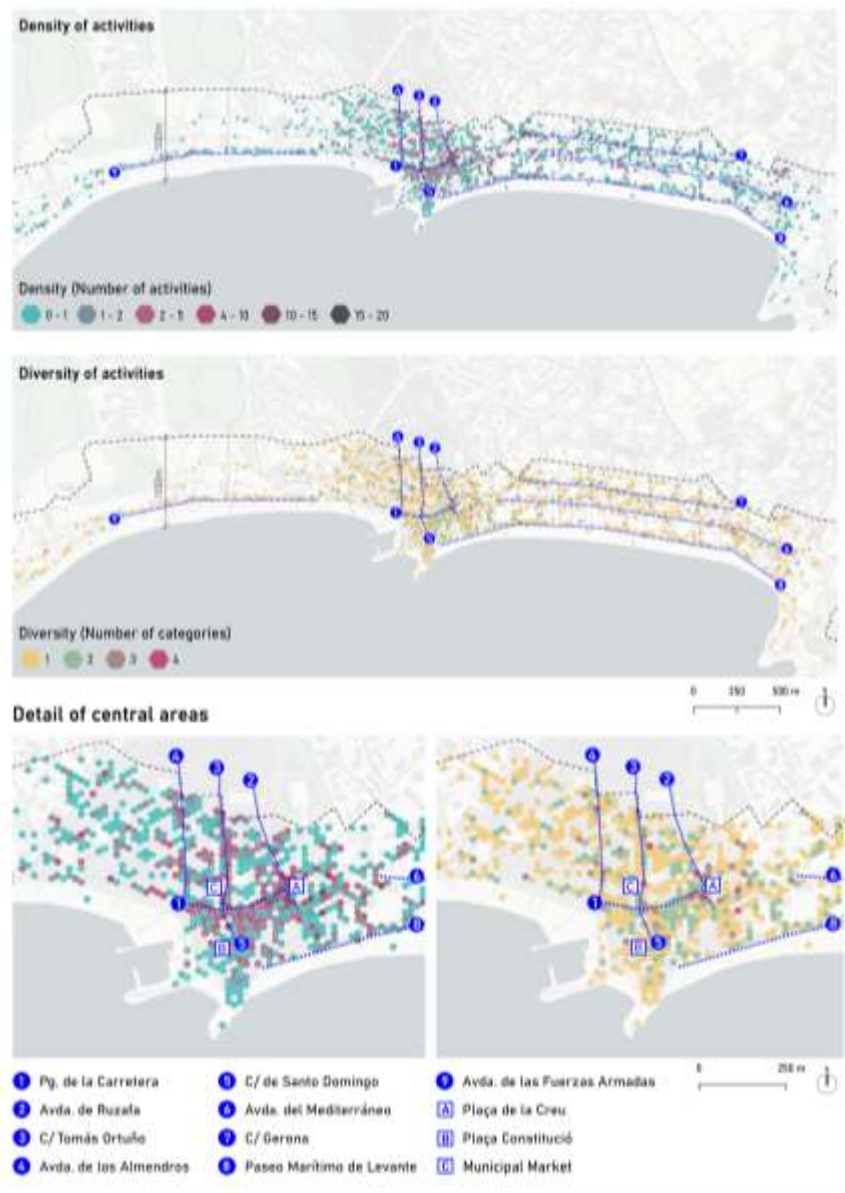 Density of activities
Density (Number of activities)
0 - 1
1 - 2
2 - 5
4 - 10
10 - 15
15 - 20
Diversity of activities
Diversity (Number of categories)
1
2
3
4
0 250 500 m
Detail of central areas
0 250 m
1 Pg. de la Carretera
2 Avda. de Ruzafa
3 C/ Tomás Ortuño
4 Avda. de los Almendros
5 C/ de Santo Domingo
6 Avda. del Mediterráneo
7 C/ Gerona
8 Paseo Marítimo de Levante
9 Avda. de las Fuerzas Armadas
A Plaça de la Creu
B Plaça Constitució
C Municipal Market